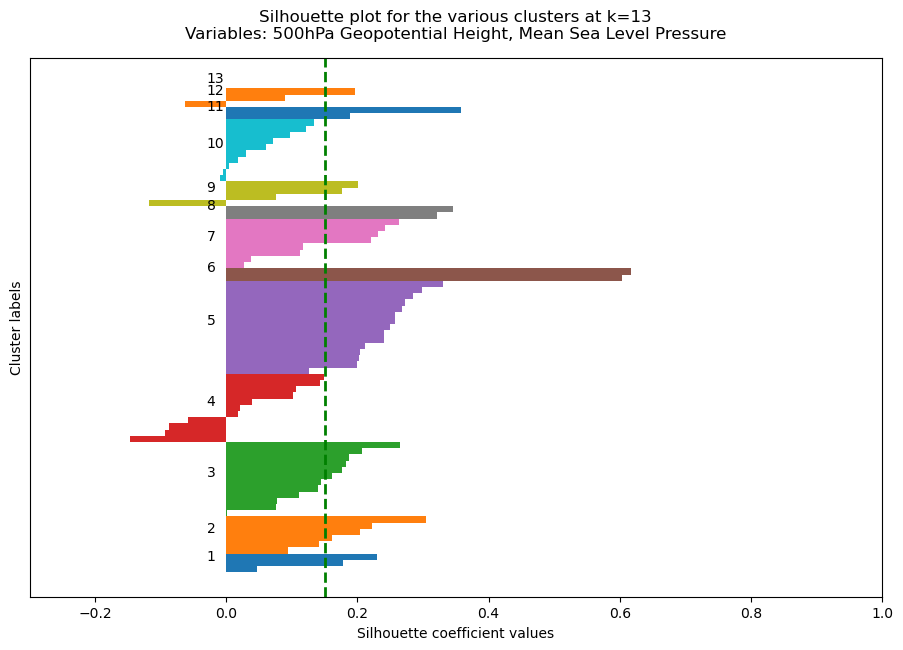 Silhouette plot for the various clusters at k=13
Variables: 500hPa Geopotential Height, Mean Sea Level Pressure
13
12
11
10
9
8
7
6
5
4
3
2
1
Cluster labels
−0.2 0.0 0.2 0.4 0.6 0.8 1.0
Silhouette coefficient values